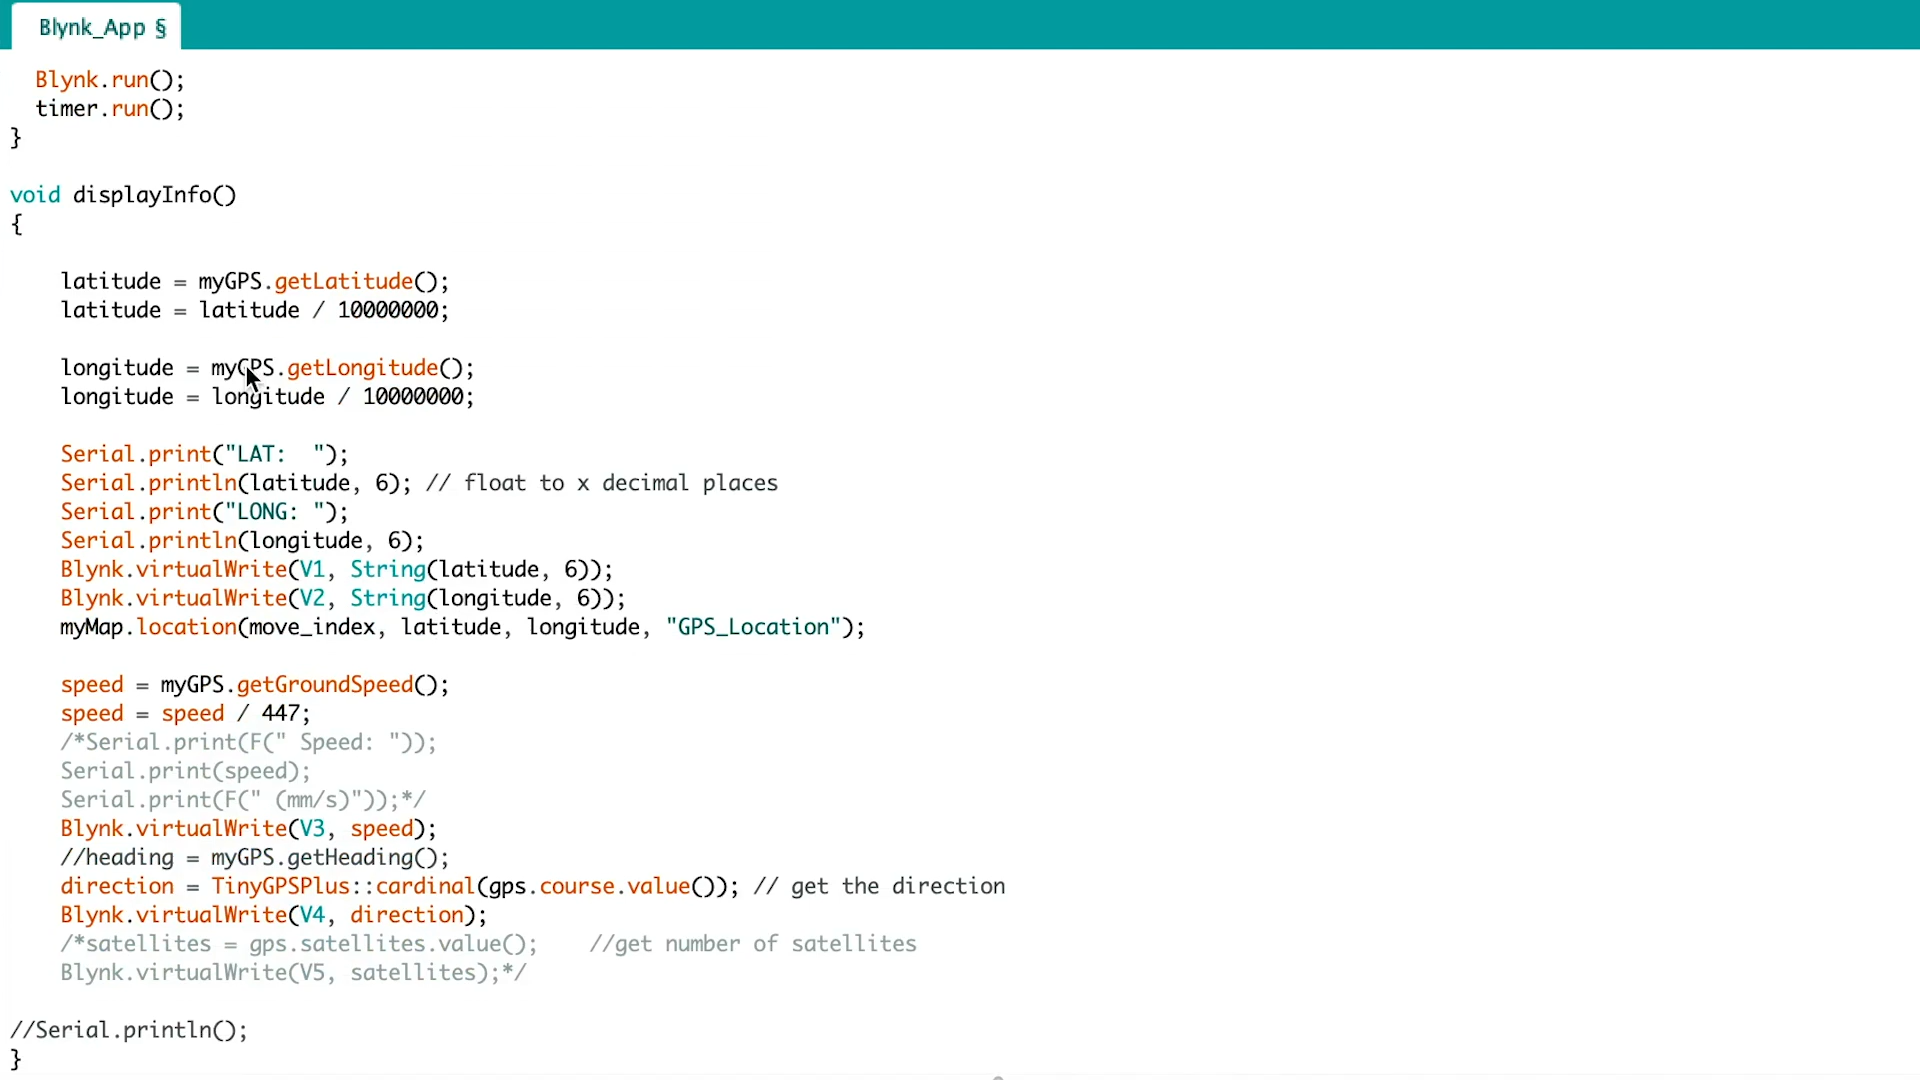 Blynk_App §
Blynk.run();
timer.run();
}
void displayInfo()
{
latitude = myGPS.getLatitude();
latitude = latitude / 10000000;
longitude = myGPS.getLongitude();
longitude = longitude / 10000000;
Serial.print("LAT:  ");
Serial.println(latitude, 6); // float to x decimal places
Serial.print("LONG: ");
Serial.println(longitude, 6);
Blynk.virtualWrite(V1, String(latitude, 6));
Blynk.virtualWrite(V2, String(longitude, 6));
myMap.location(move_index, latitude, longitude, "GPS_Location");
speed = myGPS.getGroundSpeed();
speed = speed / 447;
/*Serial.print(F(" Speed: "));
Serial.print(speed);
Serial.print(F(" (mm/s)"));*/
Blynk.virtualWrite(V3, speed);
//heading = myGPS.getHeading();
direction = TinyGPSPlus::cardinal(gps.course.value()); // get the direction
Blynk.virtualWrite(V4, direction);
/*satellites = gps.satellites.value();    //get number of satellites
Blynk.virtualWrite(V5, satellites);*/
//Serial.println();
}